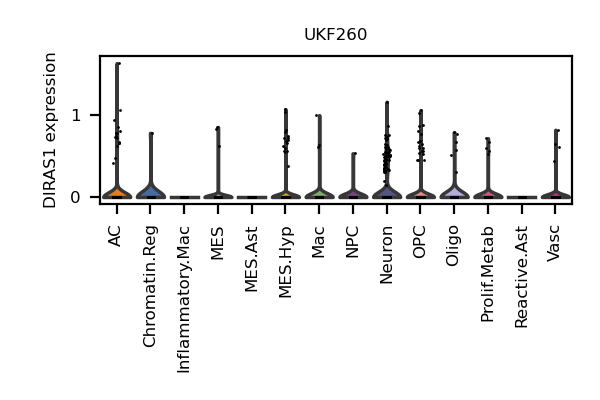 UKF260
DIRAS1 expression
1
0
AC
Chromatin.Reg
Inflammatory.Mac
MES
MES.Ast
MES.Hyp
Mac
NPC
Neuron
OPC
Oligo
Prolif.Metab
Reactive.Ast
Vasc